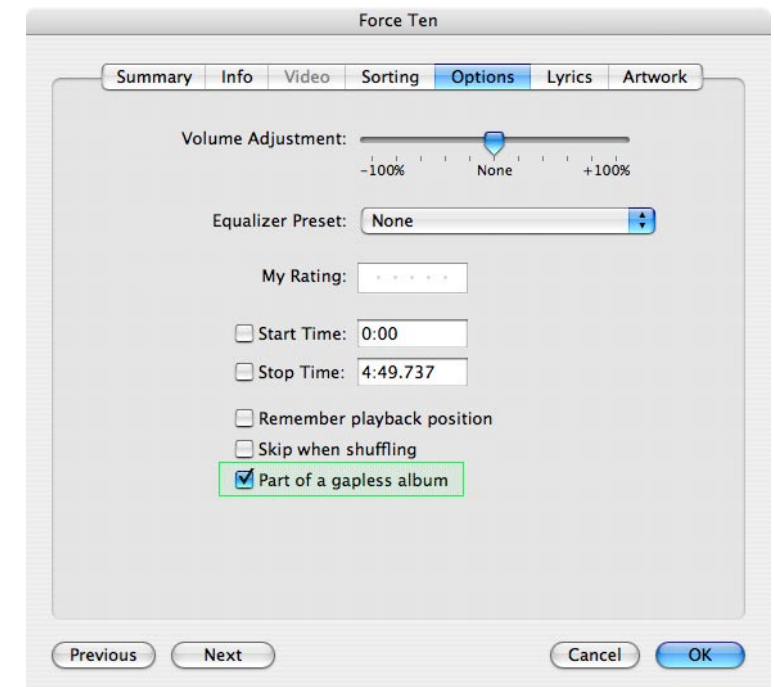 Force Ten
Summary Info Video Sorting Options Lyrics Artwork
Volume Adjustment:
-100% None +100%
Equalizer Preset: None
My Rating:
Start Time: 0:00
Stop Time: 4:49.737
Remember playback position
Skip when shuffling
Part of a gapless album
Previous Next Cancel OK